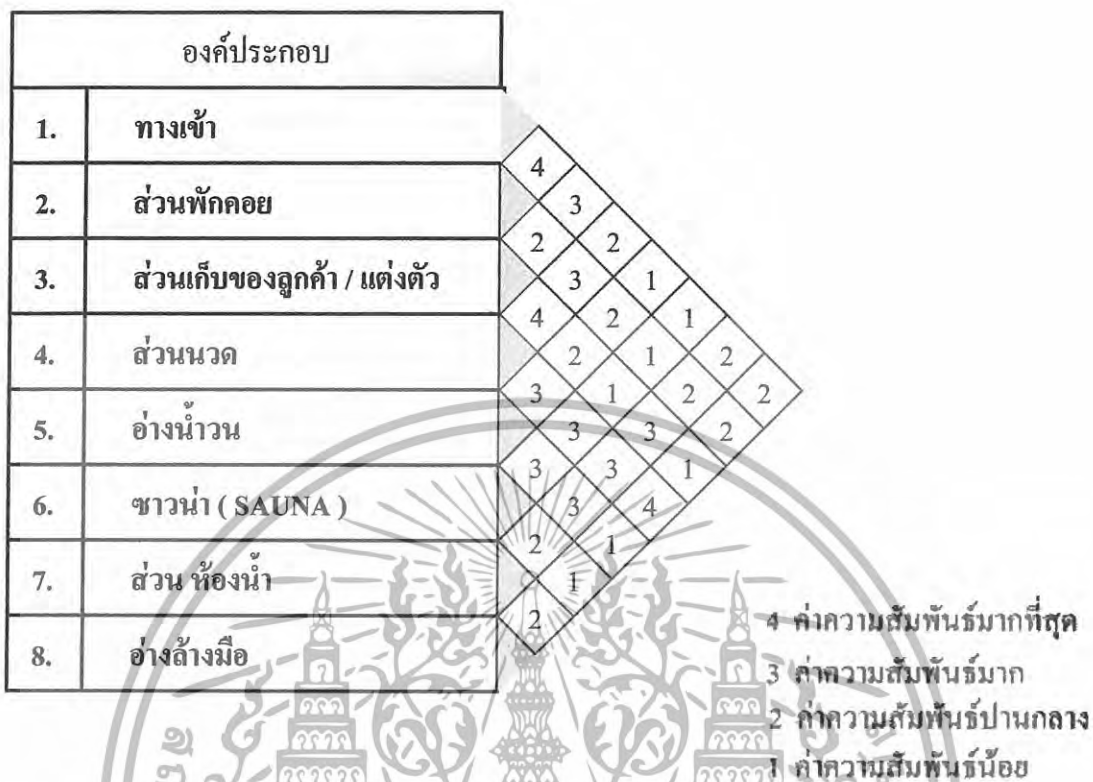 องค์ประกอบ
1. ทางเข้า
4
2. ส่วนพักคอย 3
2 2
3. ส่วนเก็บของลูกค้า / แต่งตัว 3 1
4 2 1
4. ส่วนนวด 2 1 2
3 1 2 2
5. อ่างน้ำวน 3 3 2
3 3 1
6. ซาวน่า ( SAUNA ) 3 4
2 1
7. ส่วน ห้องน้ำ 1
2
8. อ่างล้างมือ
4 ค่าความสัมพันธ์มากที่สุด
3 ค่าความสัมพันธ์มาก
2 ค่าความสัมพันธ์ปานกลาง
1 ค่าความสัมพันธ์น้อย